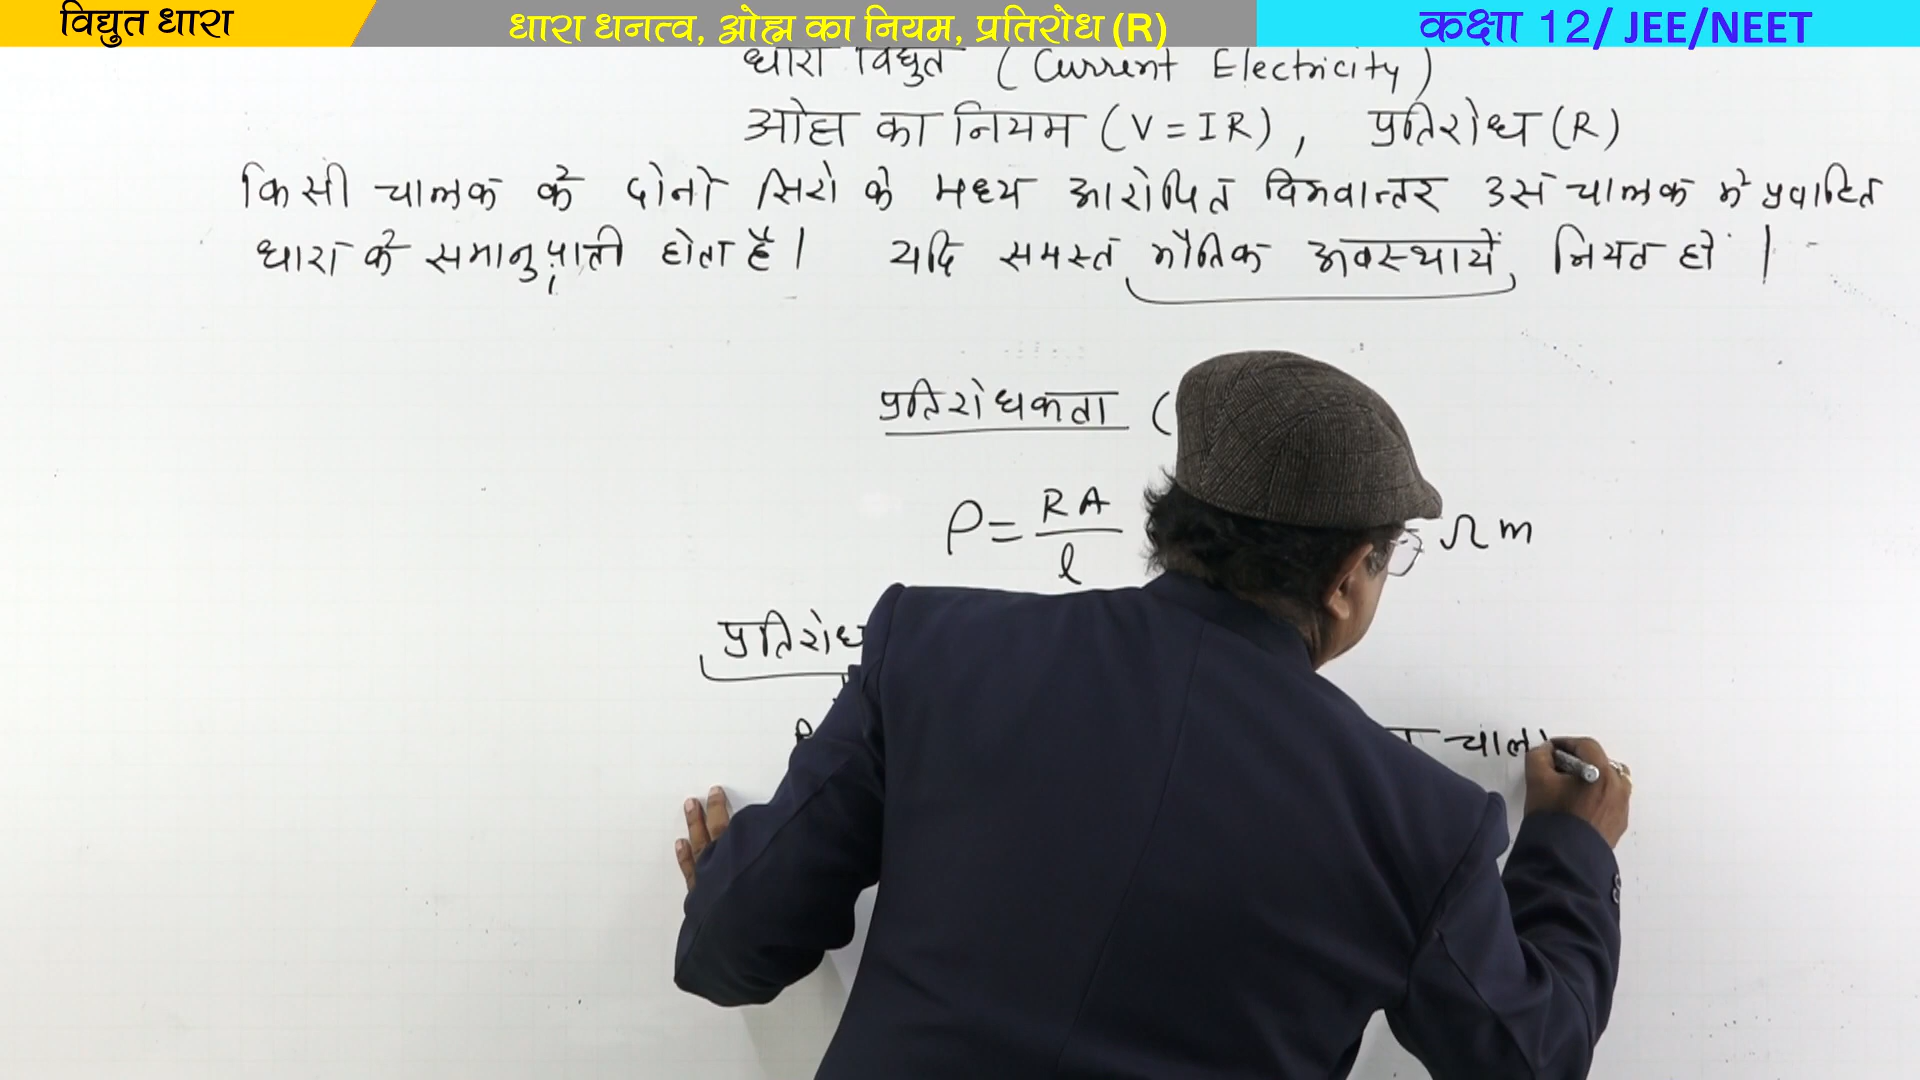 विद्युत धारा
धारा धनत्व, ओह्म का नियम, प्रतिरोध (R)
कक्षा 12/ JEE/NEET
धारा विद्युत (Current Electricity)
ओह्म का नियम (V=IR), प्रतिरोध (R)
किसी चालक के दोनो सिरो के मध्य आरोपित विभवान्तर उस चालक मे प्रवाहित
धारा के समानुपाती होता है। यदि समस्त भौतिक अवस्थायें नियत हो।
प्रतिरोधकता (
ρ = RA/l Ωm
प्रतिरोध
चाल